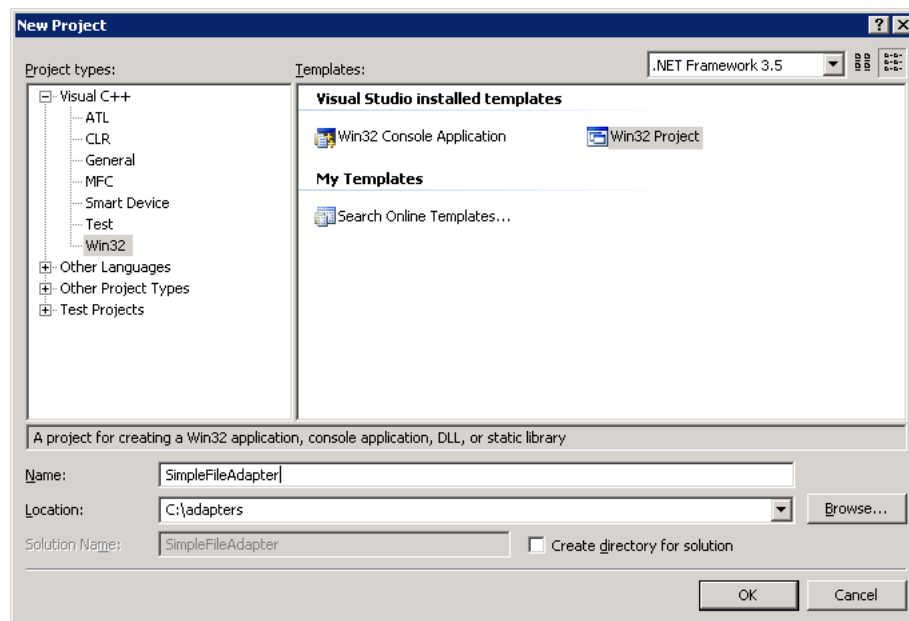 New Project
Project types:
Templates:
.NET Framework 3.5
Visual C++
ATL
CLR
General
MFC
Smart Device
Test
Win32
Other Languages
Other Project Types
Test Projects
Visual Studio installed templates
Win32 Console Application
Win32 Project
My Templates
Search Online Templates...
A project for creating a Win32 application, console application, DLL, or static library
Name:
SimpleFileAdapter
Location:
C:\adapters
Browse...
Solution Name:
SimpleFileAdapter
Create directory for solution
OK
Cancel